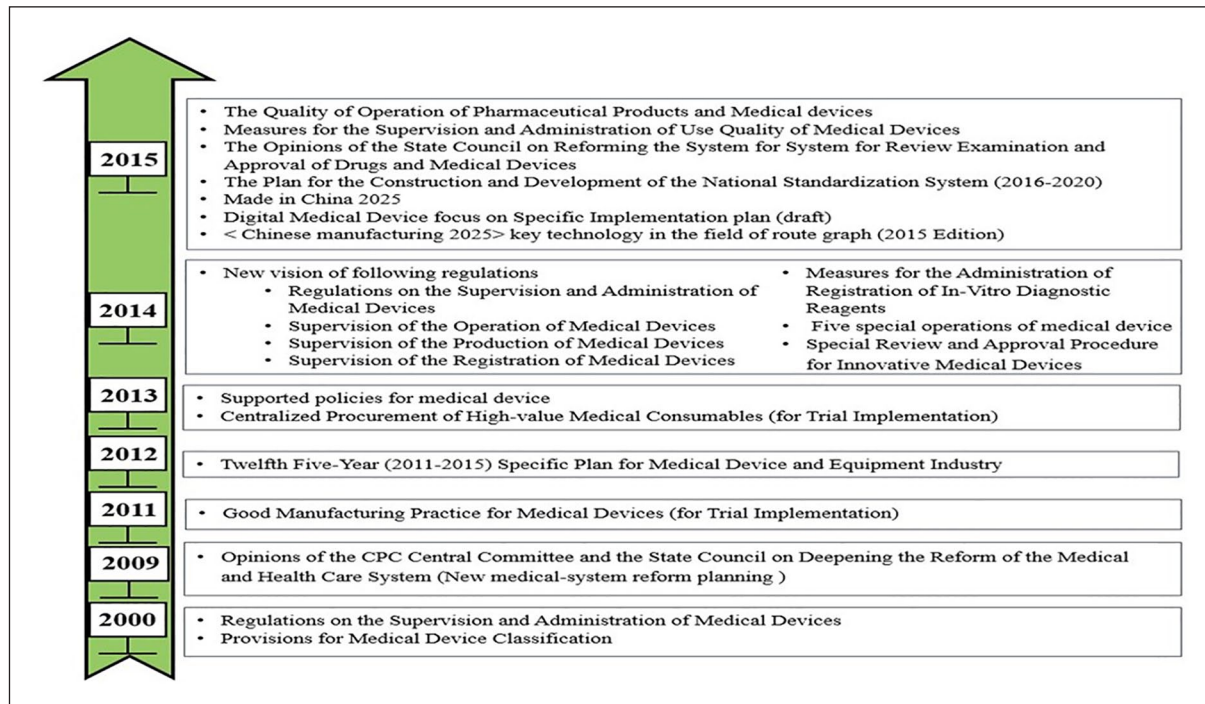 2015
• The Quality of Operation of Pharmaceutical Products and Medical devices
• Measures for the Supervision and Administration of Use Quality of Medical Devices
• The Opinions of the State Council on Reforming the System for System for Review Examination and
Approval of Drugs and Medical Devices
• The Plan for the Construction and Development of the National Standardization System (2016-2020)
• Made in China 2025
• Digital Medical Device focus on Specific Implementation plan (draft)
• < Chinese manufacturing 2025> key technology in the field of route graph (2015 Edition)
2014
• New vision of following regulations
• Regulations on the Supervision and Administration of
Medical Devices
• Supervision of the Operation of Medical Devices
• Supervision of the Production of Medical Devices
• Supervision of the Registration of Medical Devices
• Measures for the Administration of
Registration of In-Vitro Diagnostic
Reagents
• Five special operations of medical device
• Special Review and Approval Procedure
for Innovative Medical Devices
2013
• Supported policies for medical device
• Centralized Procurement of High-value Medical Consumables (for Trial Implementation)
2012
• Twelfth Five-Year (2011-2015) Specific Plan for Medical Device and Equipment Industry
2011
• Good Manufacturing Practice for Medical Devices (for Trial Implementation)
2009
• Opinions of the CPC Central Committee and the State Council on Deepening the Reform of the Medical
and Health Care System (New medical-system reform planning )
2000
• Regulations on the Supervision and Administration of Medical Devices
• Provisions for Medical Device Classification